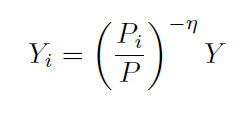 $Y_i = \left( \frac{P_i}{P} \right)^{-\eta} Y$